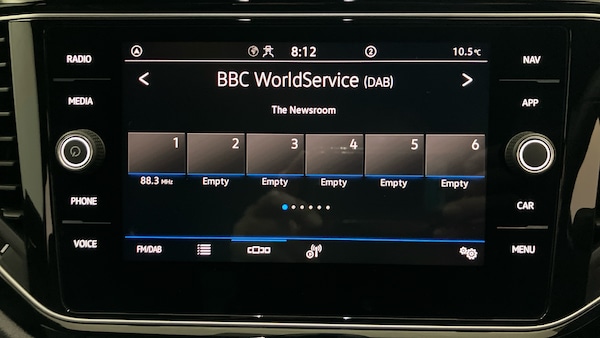 RADIO
MEDIA
PHONE
VOICE
8:12
2
10.5°C
BBC WorldService (DAB)
The Newsroom
1 2 3 4 5 6
88.3 MHz Empty Empty Empty Empty Empty
FM/DAB
NAV
APP
CAR
MENU